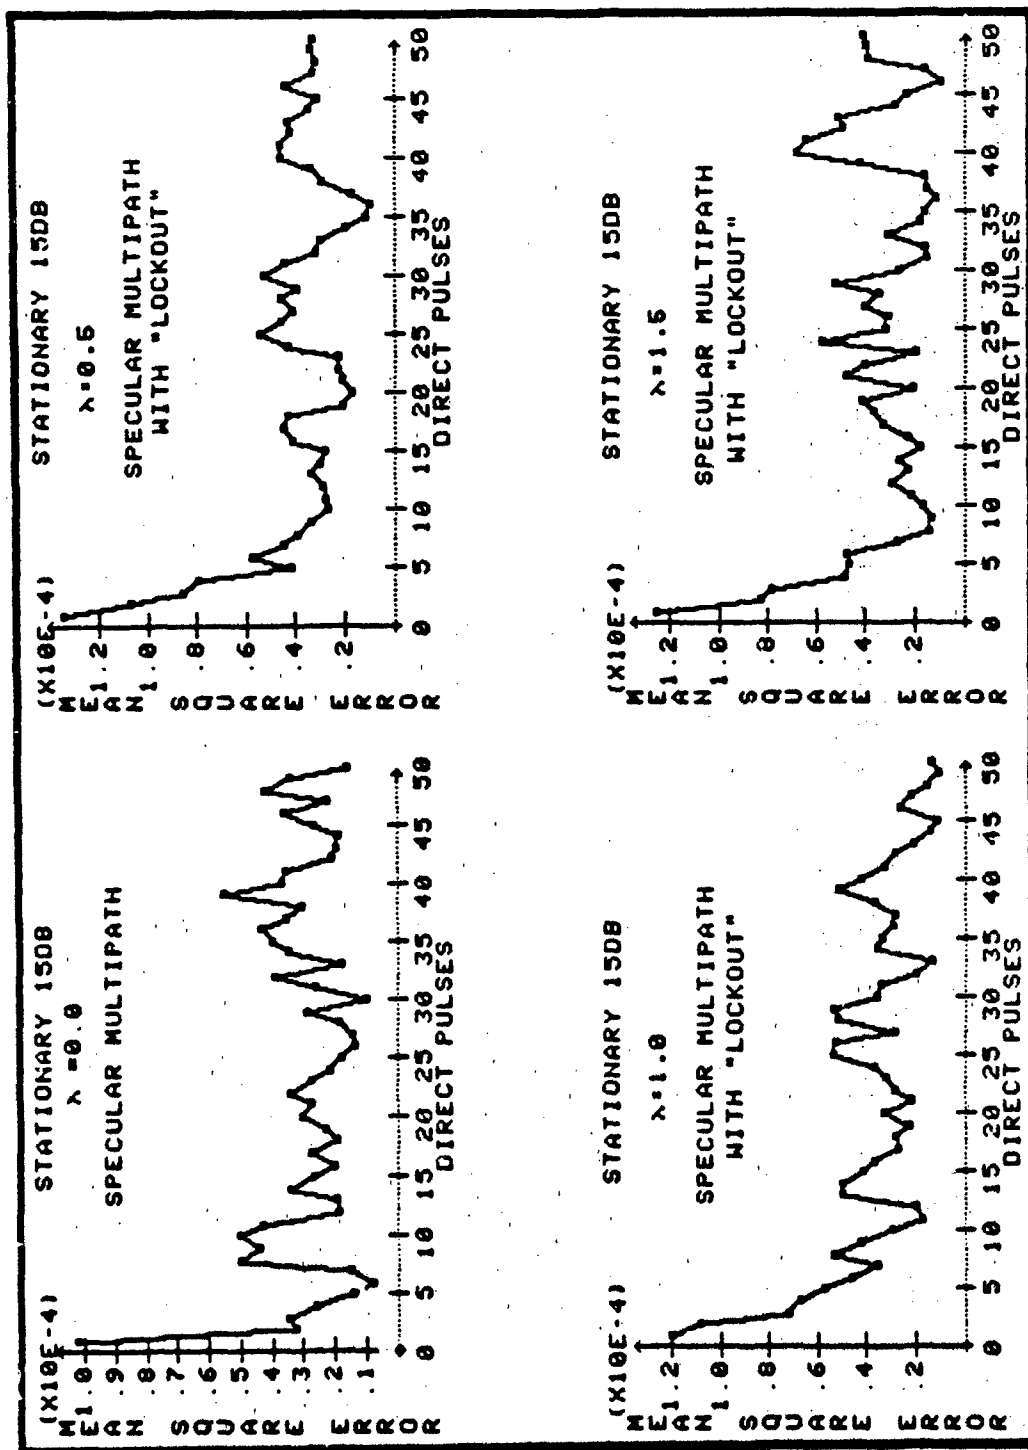 (X10E-4)
STATIONARY 15DB
λ=0.0
SPECULAR MULTIPATH
MEAN SQUARE ERROR
1.0
.9
.8
.7
.6
.5
.4
.3
.2
.1
0 5 10 15 20 25 30 35 40 45 50
DIRECT PULSES
(X10E-4)
STATIONARY 15DB
λ=0.5
SPECULAR MULTIPATH
WITH "LOCKOUT"
MEAN SQUARE ERROR
1.2
1.0
.8
.6
.4
.2
0 5 10 15 20 25 30 35 40 45 50
DIRECT PULSES
(X10E-4)
STATIONARY 15DB
λ=1.0
SPECULAR MULTIPATH
WITH "LOCKOUT"
MEAN SQUARE ERROR
1.2
1.0
.8
.6
.4
.2
0 5 10 15 20 25 30 35 40 45 50
DIRECT PULSES
(X10E-4)
STATIONARY 15DB
λ=1.5
SPECULAR MULTIPATH
WITH "LOCKOUT"
MEAN SQUARE ERROR
1.2
1.0
.8
.6
.4
.2
0 5 10 15 20 25 30 35 40 45 50
DIRECT PULSES